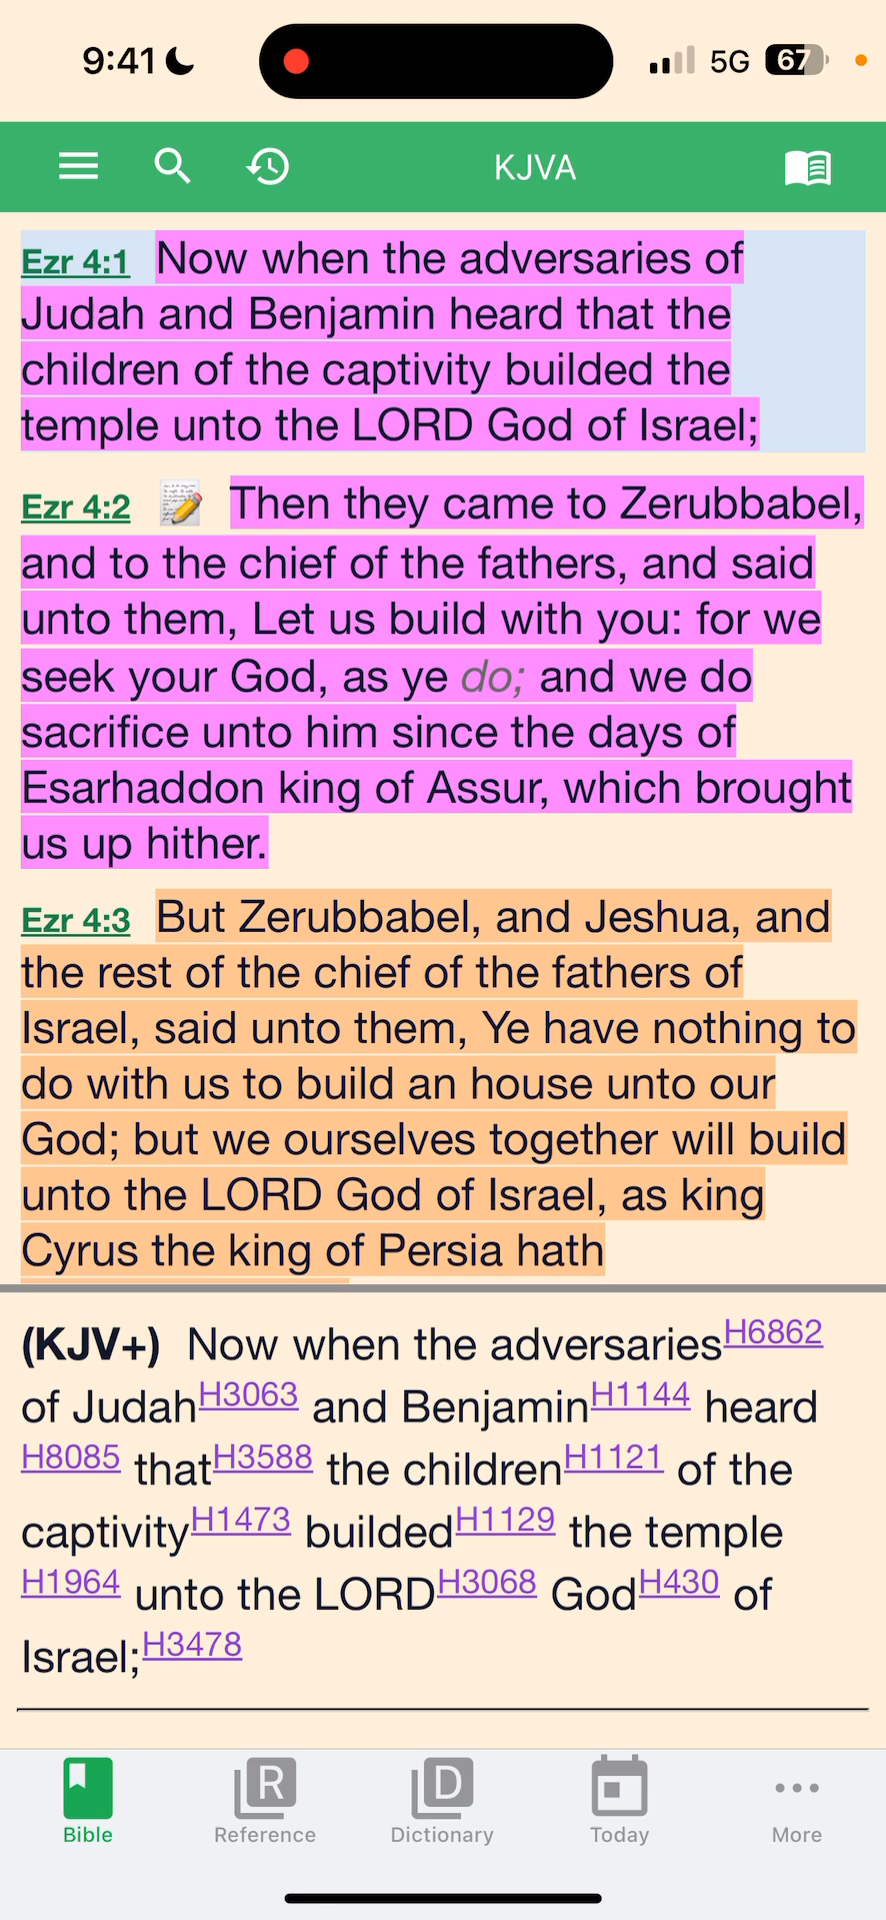 9:41 5G 67
KJVA
Ezr 4:1 Now when the adversaries of
Judah and Benjamin heard that the
children of the captivity builded the
temple unto the LORD God of Israel;
Ezr 4:2 Then they came to Zerubbabel,
and to the chief of the fathers, and said
unto them, Let us build with you: for we
seek your God, as ye do; and we do
sacrifice unto him since the days of
Esarhaddon king of Assur, which brought
us up hither.
Ezr 4:3 But Zerubbabel, and Jeshua, and
the rest of the chief of the fathers of
Israel, said unto them, Ye have nothing to
do with us to build an house unto our
God; but we ourselves together will build
unto the LORD God of Israel, as king
Cyrus the king of Persia hath
(KJV+) Now when the adversariesH6862
of JudahH3063 and BenjaminH1144 heard
H8085 thatH3588 the childrenH1121 of the
captivityH1473 buildedH1129 the temple
H1964 unto the LORDH3068 GodH430 of
Israel;H3478
R D
Bible Reference Dictionary Today More